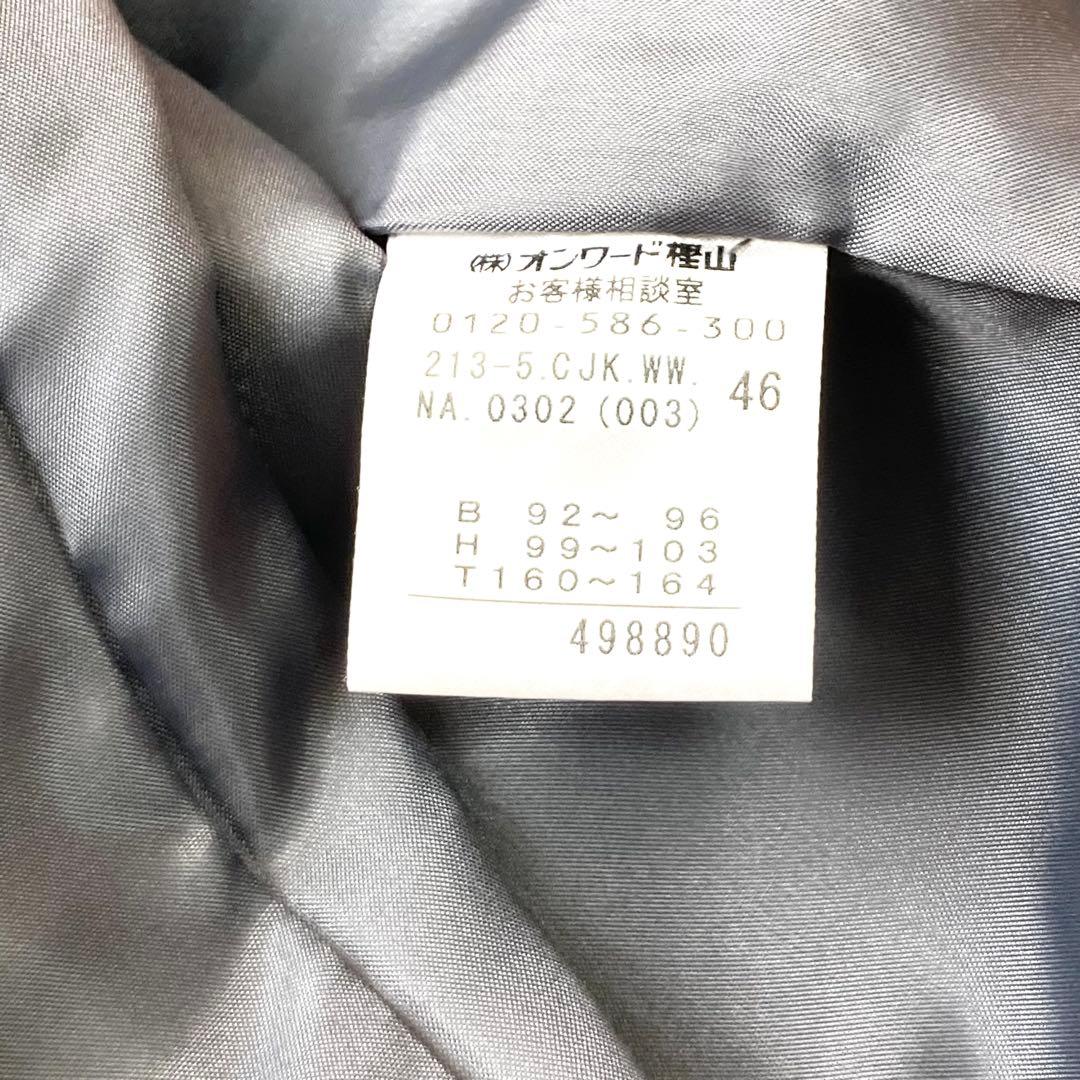 ㈱オンワード樫山
お客様相談室
0120-586-300
213-5.CJK.WW.
NA.0302(003)
46
B 92～ 96
H 99～103
T160～164
498890